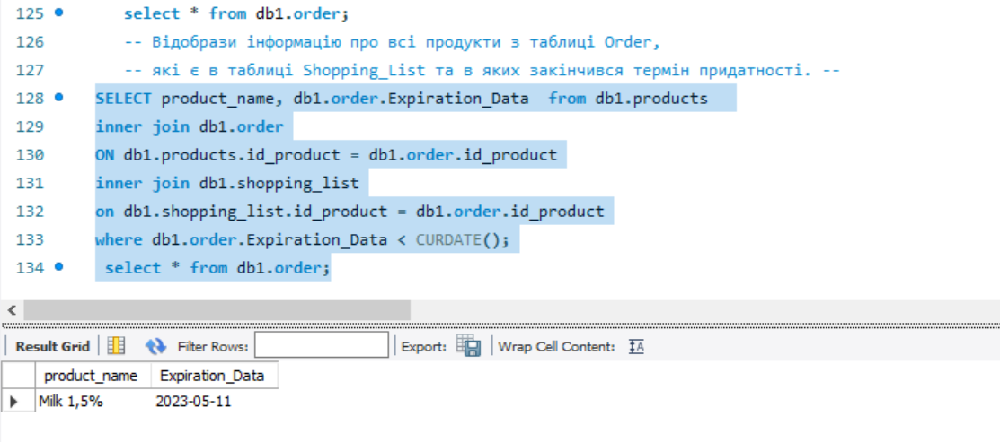 125 select * from db1.order;
126 -- Відобрази інформацію про всі продукти з таблиці Order,
127 -- які є в таблиці Shopping_List та в яких закінчився термін придатності. --
128 SELECT product_name, db1.order.Expiration_Data from db1.products
129 inner join db1.order
130 ON db1.products.id_product = db1.order.id_product
131 inner join db1.shopping_list
132 on db1.shopping_list.id_product = db1.order.id_product
133 where db1.order.Expiration_Data < CURDATE();
134 select * from db1.order;
Result Grid Filter Rows: Export: Wrap Cell Content:
product_name Expiration_Data
Milk 1,5% 2023-05-11